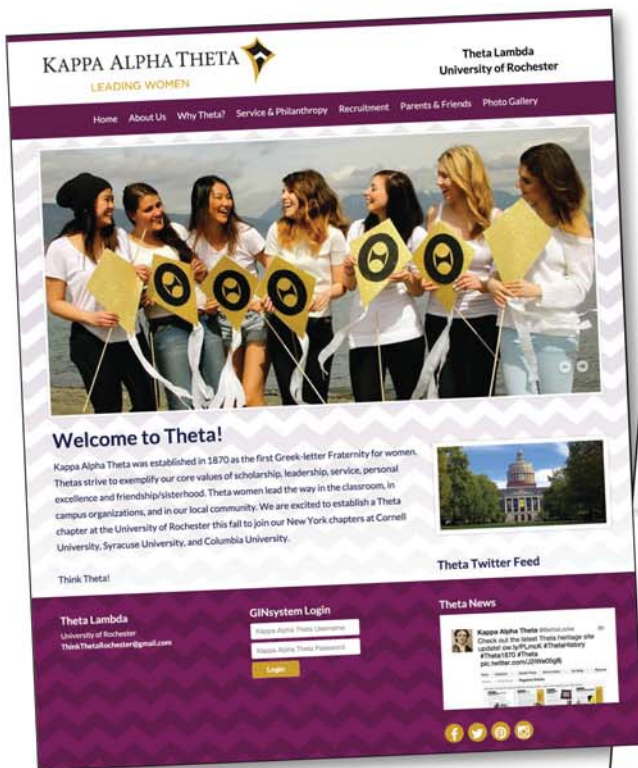 KAPPA ALPHA THETA
LEADING WOMEN
Theta Lambda
University of Rochester
Home About Us Why Theta? Service & Philanthropy Recruitment Parents & Friends Photo Gallery
Θ Θ Θ Θ Θ
Welcome to Theta!
Kappa Alpha Theta was established in 1870 as the first Greek-letter Fraternity for women.
Thetas strive to exemplify our core values of scholarship, leadership, service, personal
excellence and friendship/sisterhood. Theta women lead the way in the classroom, in
campus organizations, and in our local community. We are excited to establish a Theta
chapter at the University of Rochester this fall to join our New York chapters at Cornell
University, Syracuse University, and Columbia University.
Think Theta!
Theta Twitter Feed
Theta Lambda
University of Rochester
ThinkThetaRochester@gmail.com
GINsystem Login
Kappa Alpha Theta Username
Kappa Alpha Theta Password
Login
Theta News
Kappa Alpha Theta
Check out the latest Theta heritage site
update! ow.ly/PLmcK #ThetaHistory
#Theta1870 #Theta